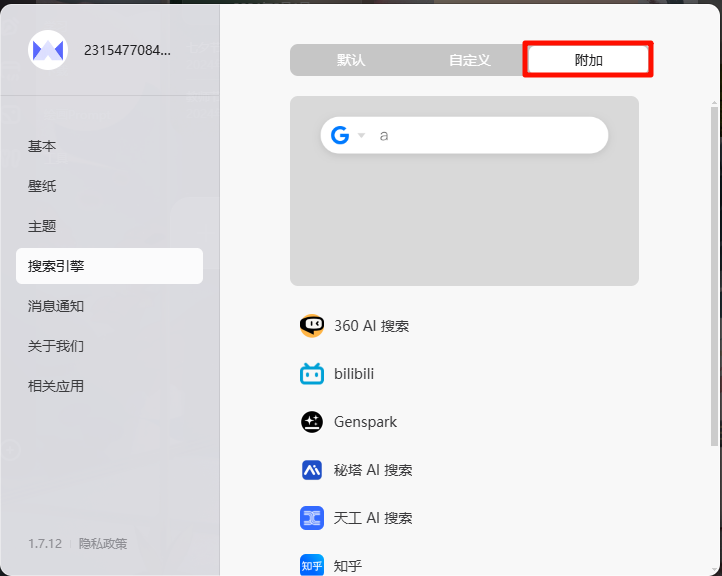 2315477084...
默认
自定义
附加
a
基本
壁纸
主题
搜索引擎
消息通知
关于我们
相关应用
360 AI 搜索
bilibili
Genspark
秘塔 AI 搜索
天工 AI 搜索
知乎 知乎
1.7.12 隐私政策